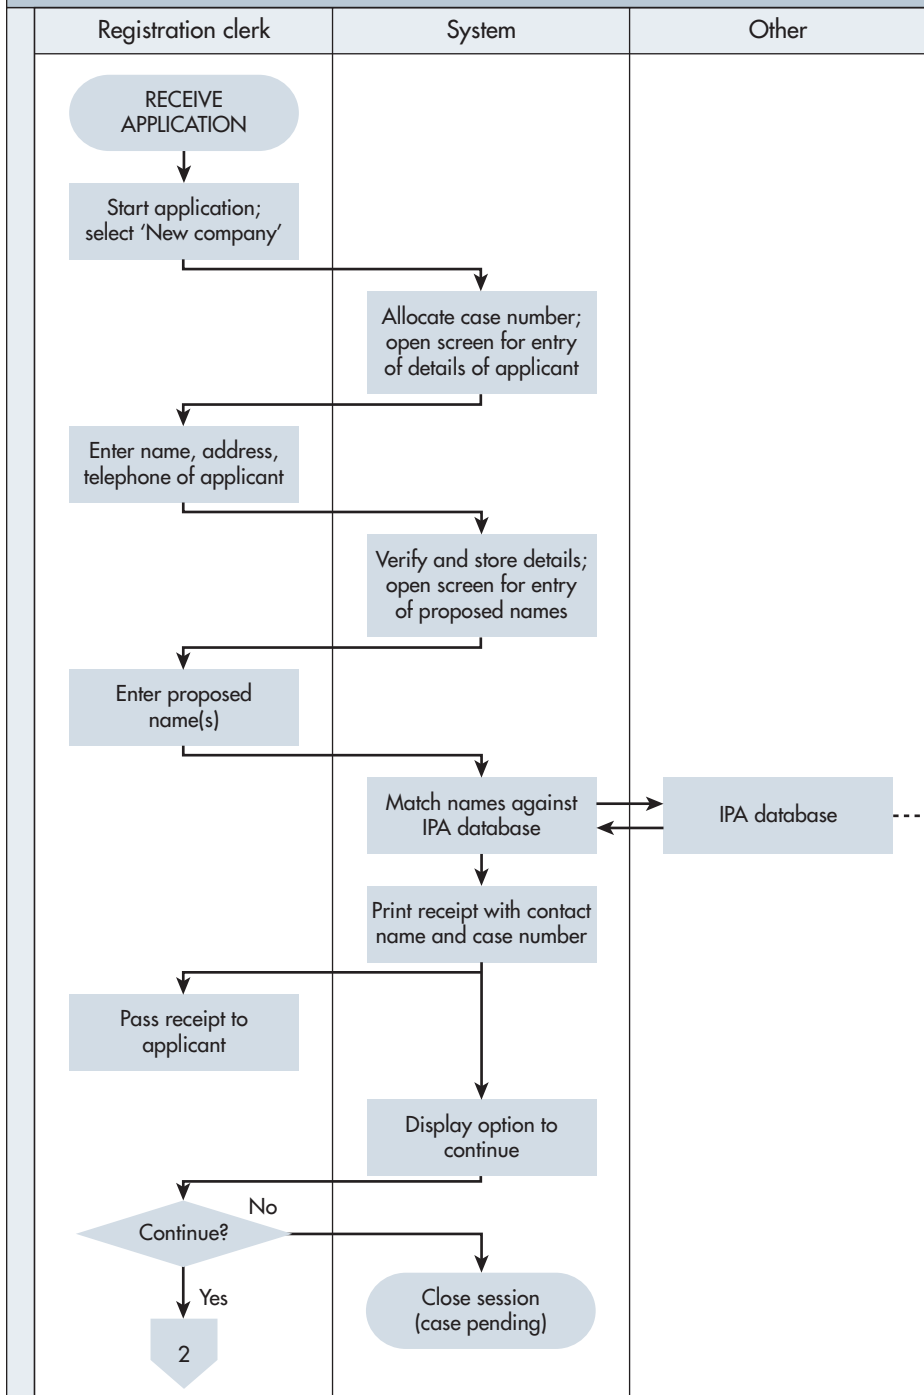 Registration clerk
System
Other
RECEIVE
APPLICATION
Start application;
select ‘New company’
Allocate case number;
open screen for entry
of details of applicant
Enter name, address,
telephone of applicant
Verify and store details;
open screen for entry
of proposed names
Enter proposed
name(s)
Match names against
IPA database
IPA database
Print receipt with contact
name and case number
Pass receipt to
applicant
Display option to
continue
Continue?
No
Yes
Close session
(case pending)
2